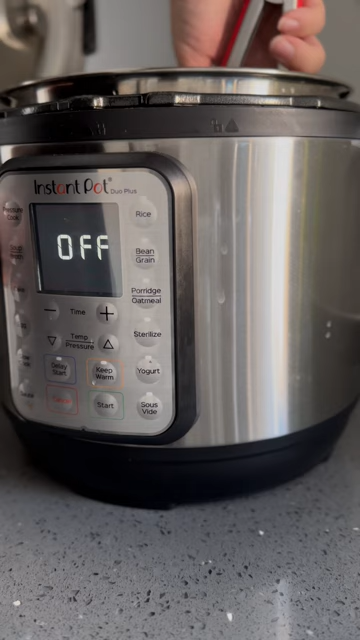 Instant Pot® Duo Plus
OFF
Cook
Rice
Bean
Grain
Porridge
Oatmeal
Sterilize
Yogurt
Sous
Vide
− Time +
Temp
Pressure
Delay
Start
Keep
Warm
Cancel
Start